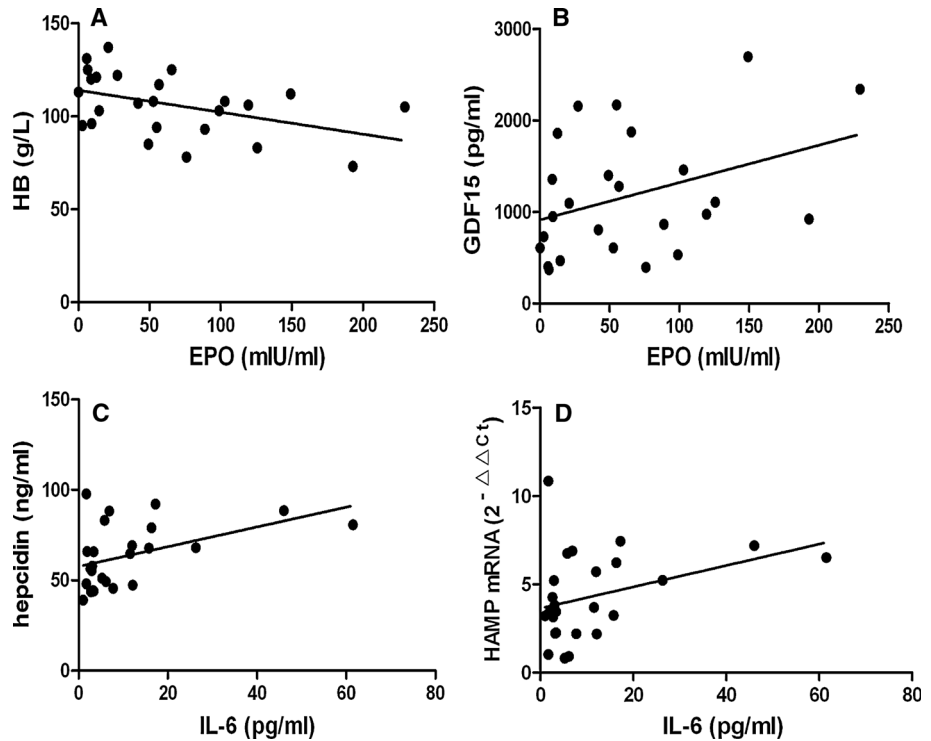 A
HB (g/L)
150
100
50
0
0 50 100 150 200 250
EPO (mIU/ml)
B
GDF15 (pg/ml)
3000
2000
1000
0
0 50 100 150 200 250
EPO (mIU/ml)
C
hepcidin (ng/ml)
150
100
50
0
0 20 40 60 80
IL-6 (pg/ml)
D
HAMP mRNA (2^-△△Ct)
15
10
5
0
0 20 40 60 80
IL-6 (pg/ml)